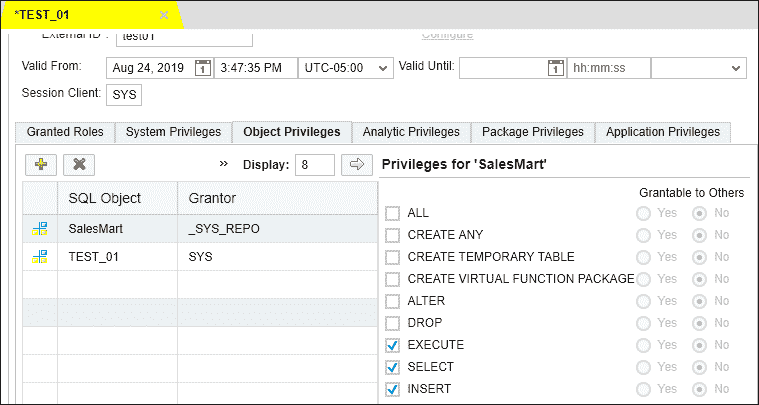 *TEST_01
External ID*: test01 Configure
Valid From: Aug 24, 2019 1 3:47:35 PM UTC-05:00 Valid Until: 1 hh:mm:ss
Session Client: SYS
Granted Roles System Privileges Object Privileges Analytic Privileges Package Privileges Application Privileges
» Display: 8 Privileges for 'SalesMart'
SQL Object Grantor Grantable to Others
SalesMart _SYS_REPO ALL Yes No
CREATE ANY Yes No
TEST_01 SYS CREATE TEMPORARY TABLE Yes No
CREATE VIRTUAL FUNCTION PACKAGE Yes No
ALTER Yes No
DROP Yes No
EXECUTE Yes No
SELECT Yes No
INSERT Yes No